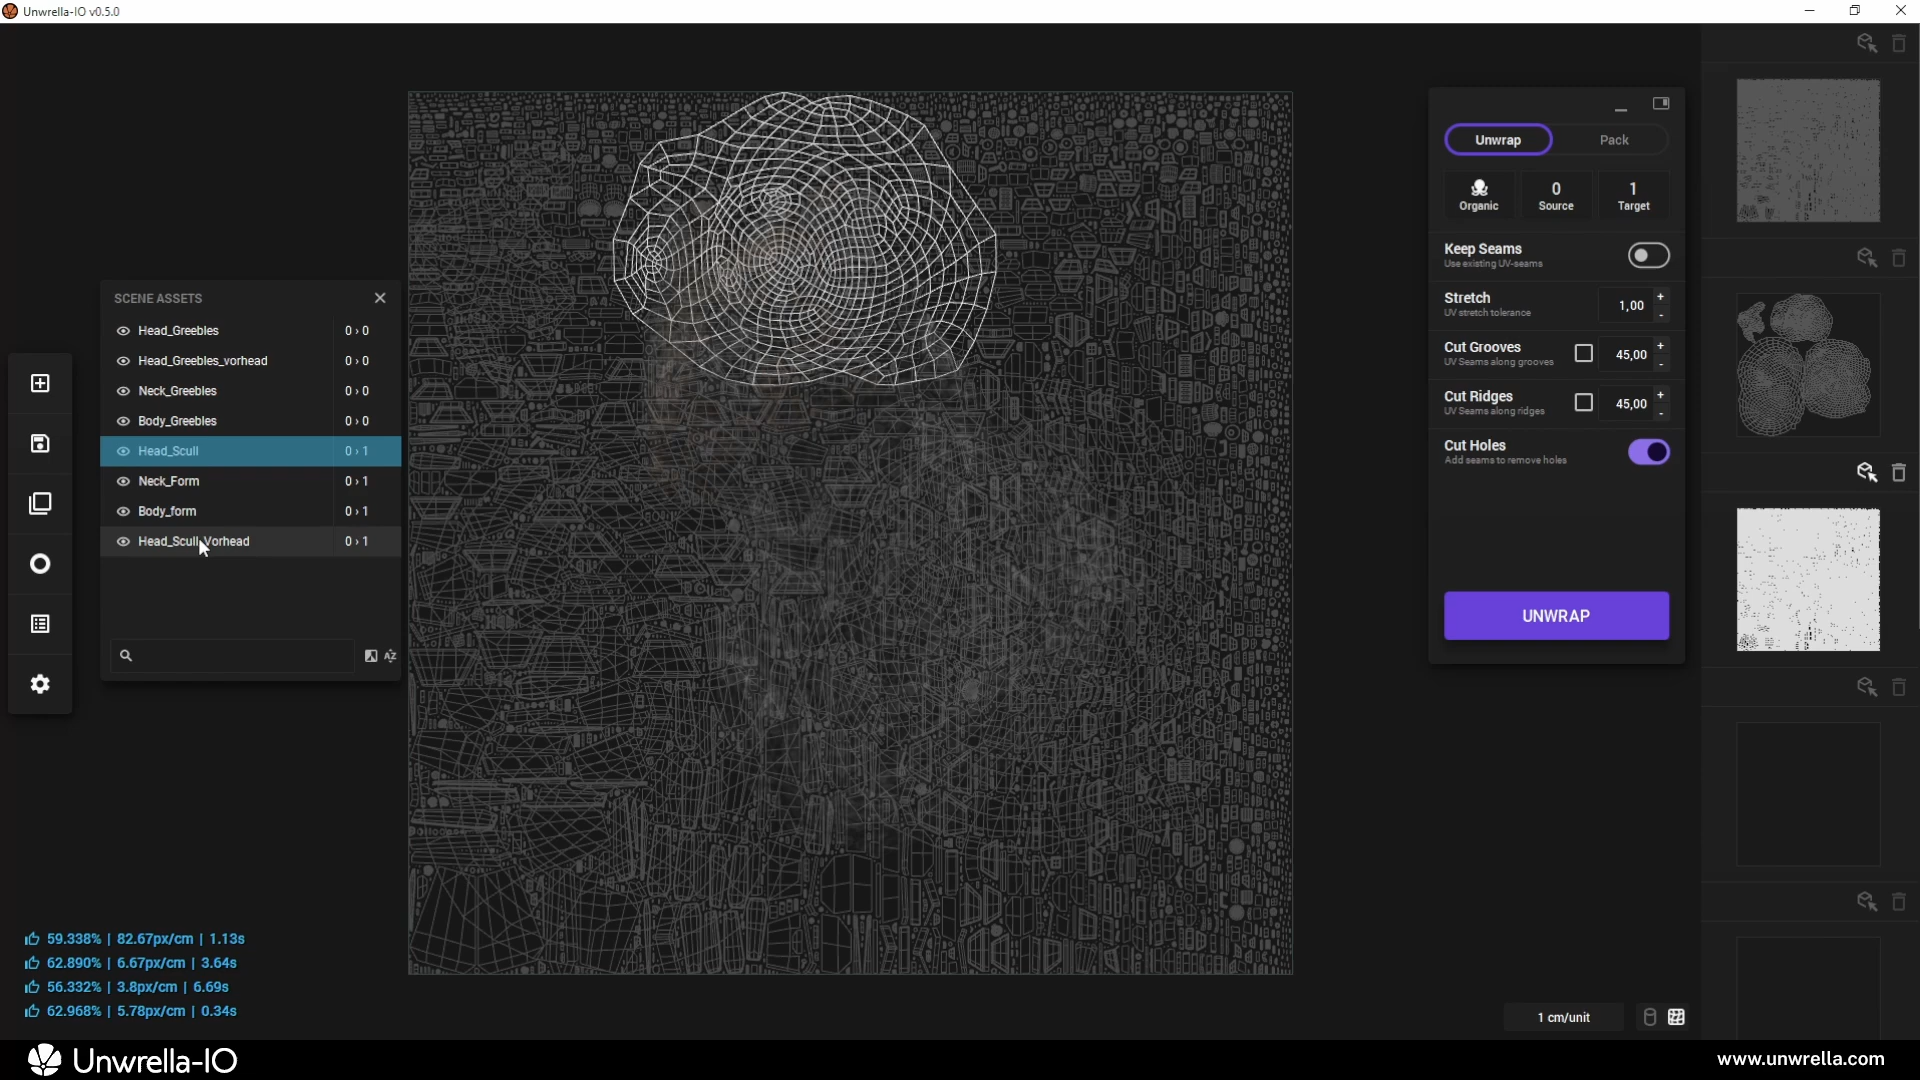 Unwrella-IO v0.5.0
Unwrap
Pack
Organic
0
Source
1
Target
Keep Seams
Use existing UV-seams
Stretch
UV stretch tolerance
1,00
+
-
Cut Grooves
UV Seams along grooves
45,00
+
-
Cut Ridges
UV Seams along ridges
45,00
+
-
Cut Holes
Add seams to remove holes
UNWRAP
SCENE ASSETS
Head_Greebles 0 › 0
Head_Greebles_vorhead 0 › 0
Neck_Greebles 0 › 0
Body_Greebles 0 › 0
Head_Scull 0 › 1
Neck_Form 0 › 1
Body_form 0 › 1
Head_Scull_Vorhead 0 › 1
AZ
59.338% | 82.67px/cm | 1.13s
62.890% | 6.67px/cm | 3.64s
56.332% | 3.8px/cm | 6.69s
62.968% | 5.78px/cm | 0.34s
1 cm/unit
Unwrella-IO
www.unwrella.com